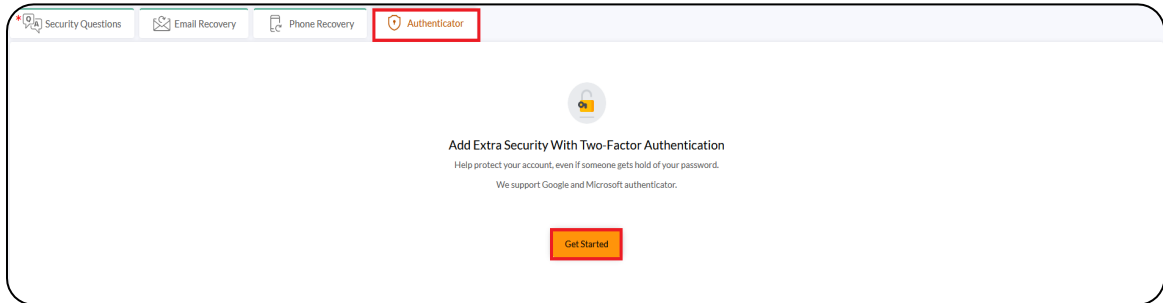 * Security Questions Email Recovery Phone Recovery Authenticator
Add Extra Security With Two-Factor Authentication
Help protect your account, even if someone gets hold of your password.
We support Google and Microsoft authenticator.
Get Started